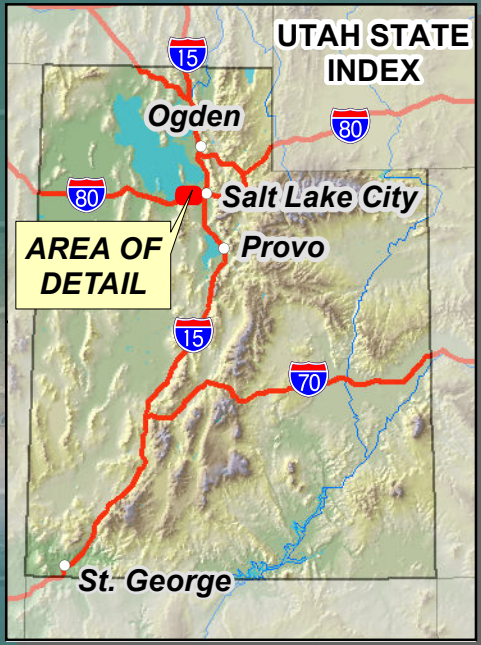 UTAH STATE
INDEX
15
Ogden
80
80
Salt Lake City
AREA OF
DETAIL
Provo
15
70
St. George